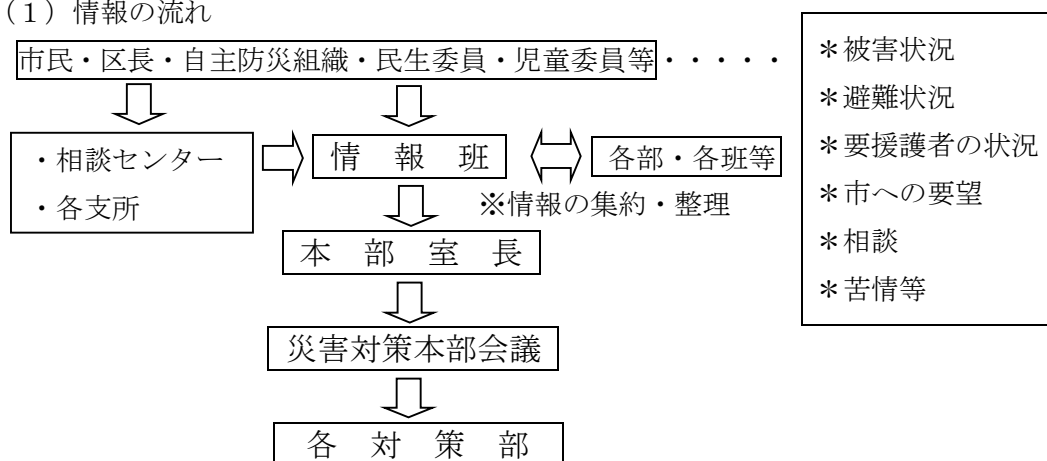 (1)情報の流れ
市民・区長・自主防災組織・民生委員・児童委員等・・・・・
・相談センター
・各支所
情報班
各部・各班等
※情報の集約・整理
本部室長
災害対策本部会議
各対策部
＊被害状況
＊避難状況
＊要援護者の状況
＊市への要望
＊相談
＊苦情等